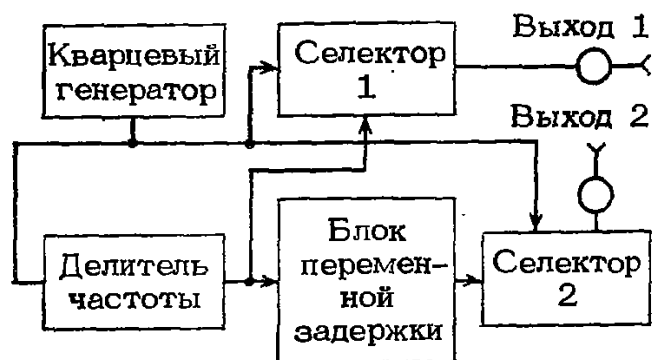 Кварцевый
генератор
Селектор
1
Выход 1
Выход 2
Делитель
частоты
Блок
перемен-
ной
задержки
Селектор
2